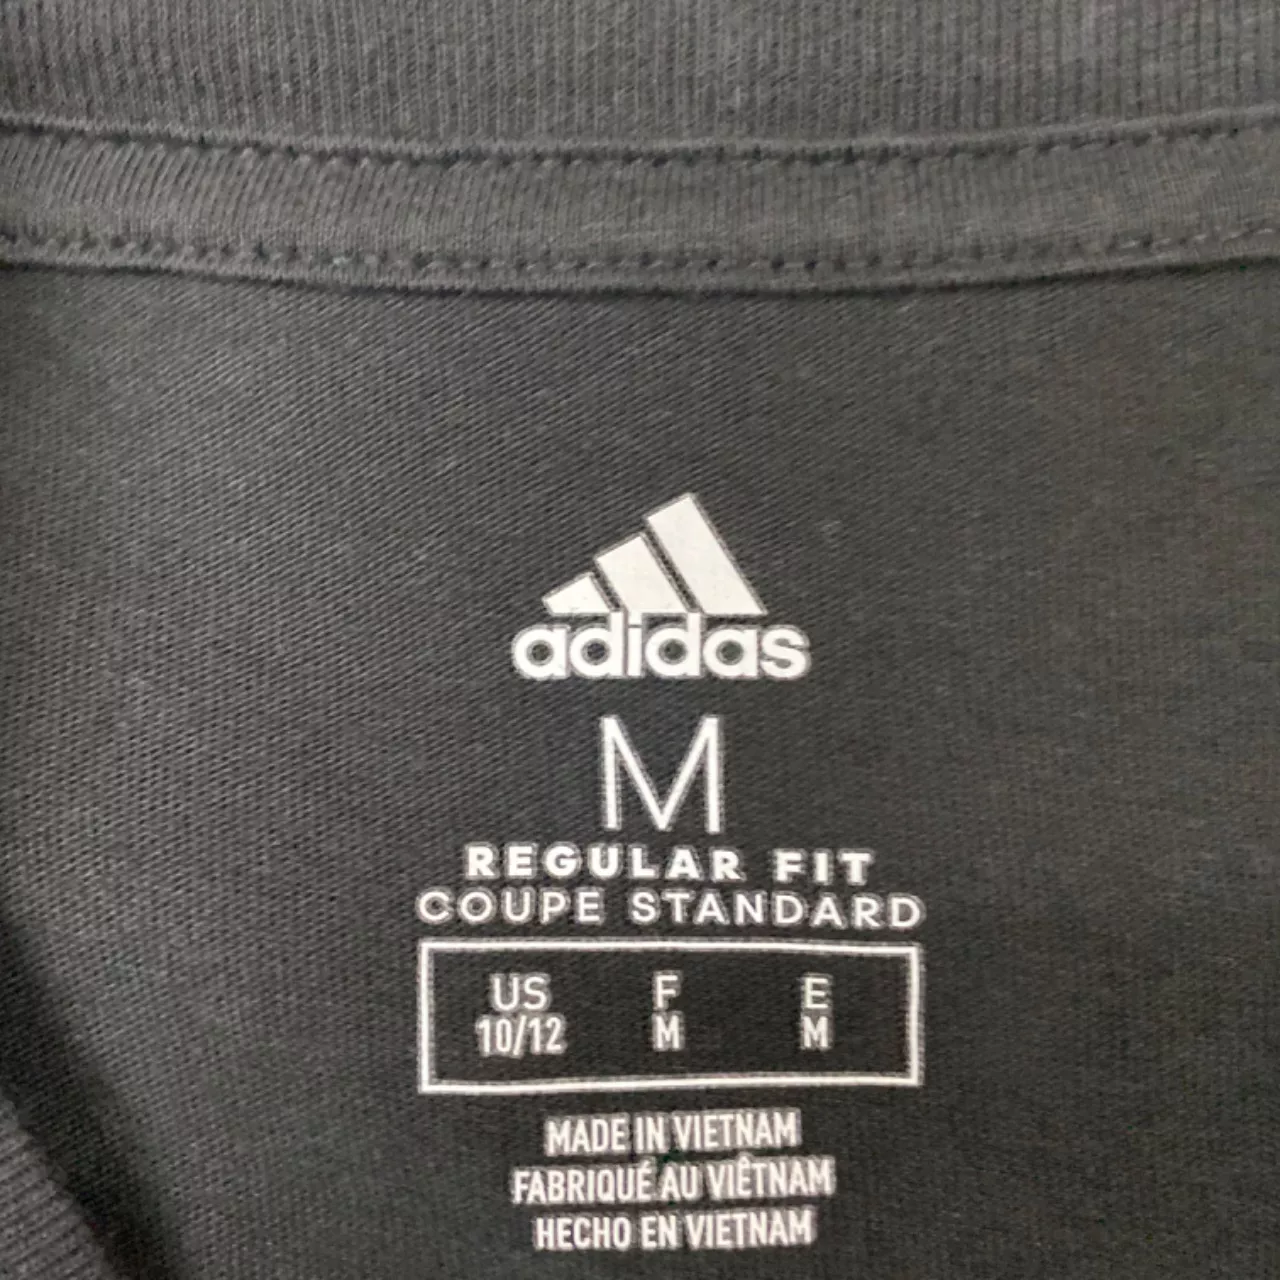 adidas
M
REGULAR FIT
COUPE STANDARD
US F E
10/12 M M
MADE IN VIETNAM
FABRIQUÉ AU VIÊTNAM
HECHO EN VIETNAM